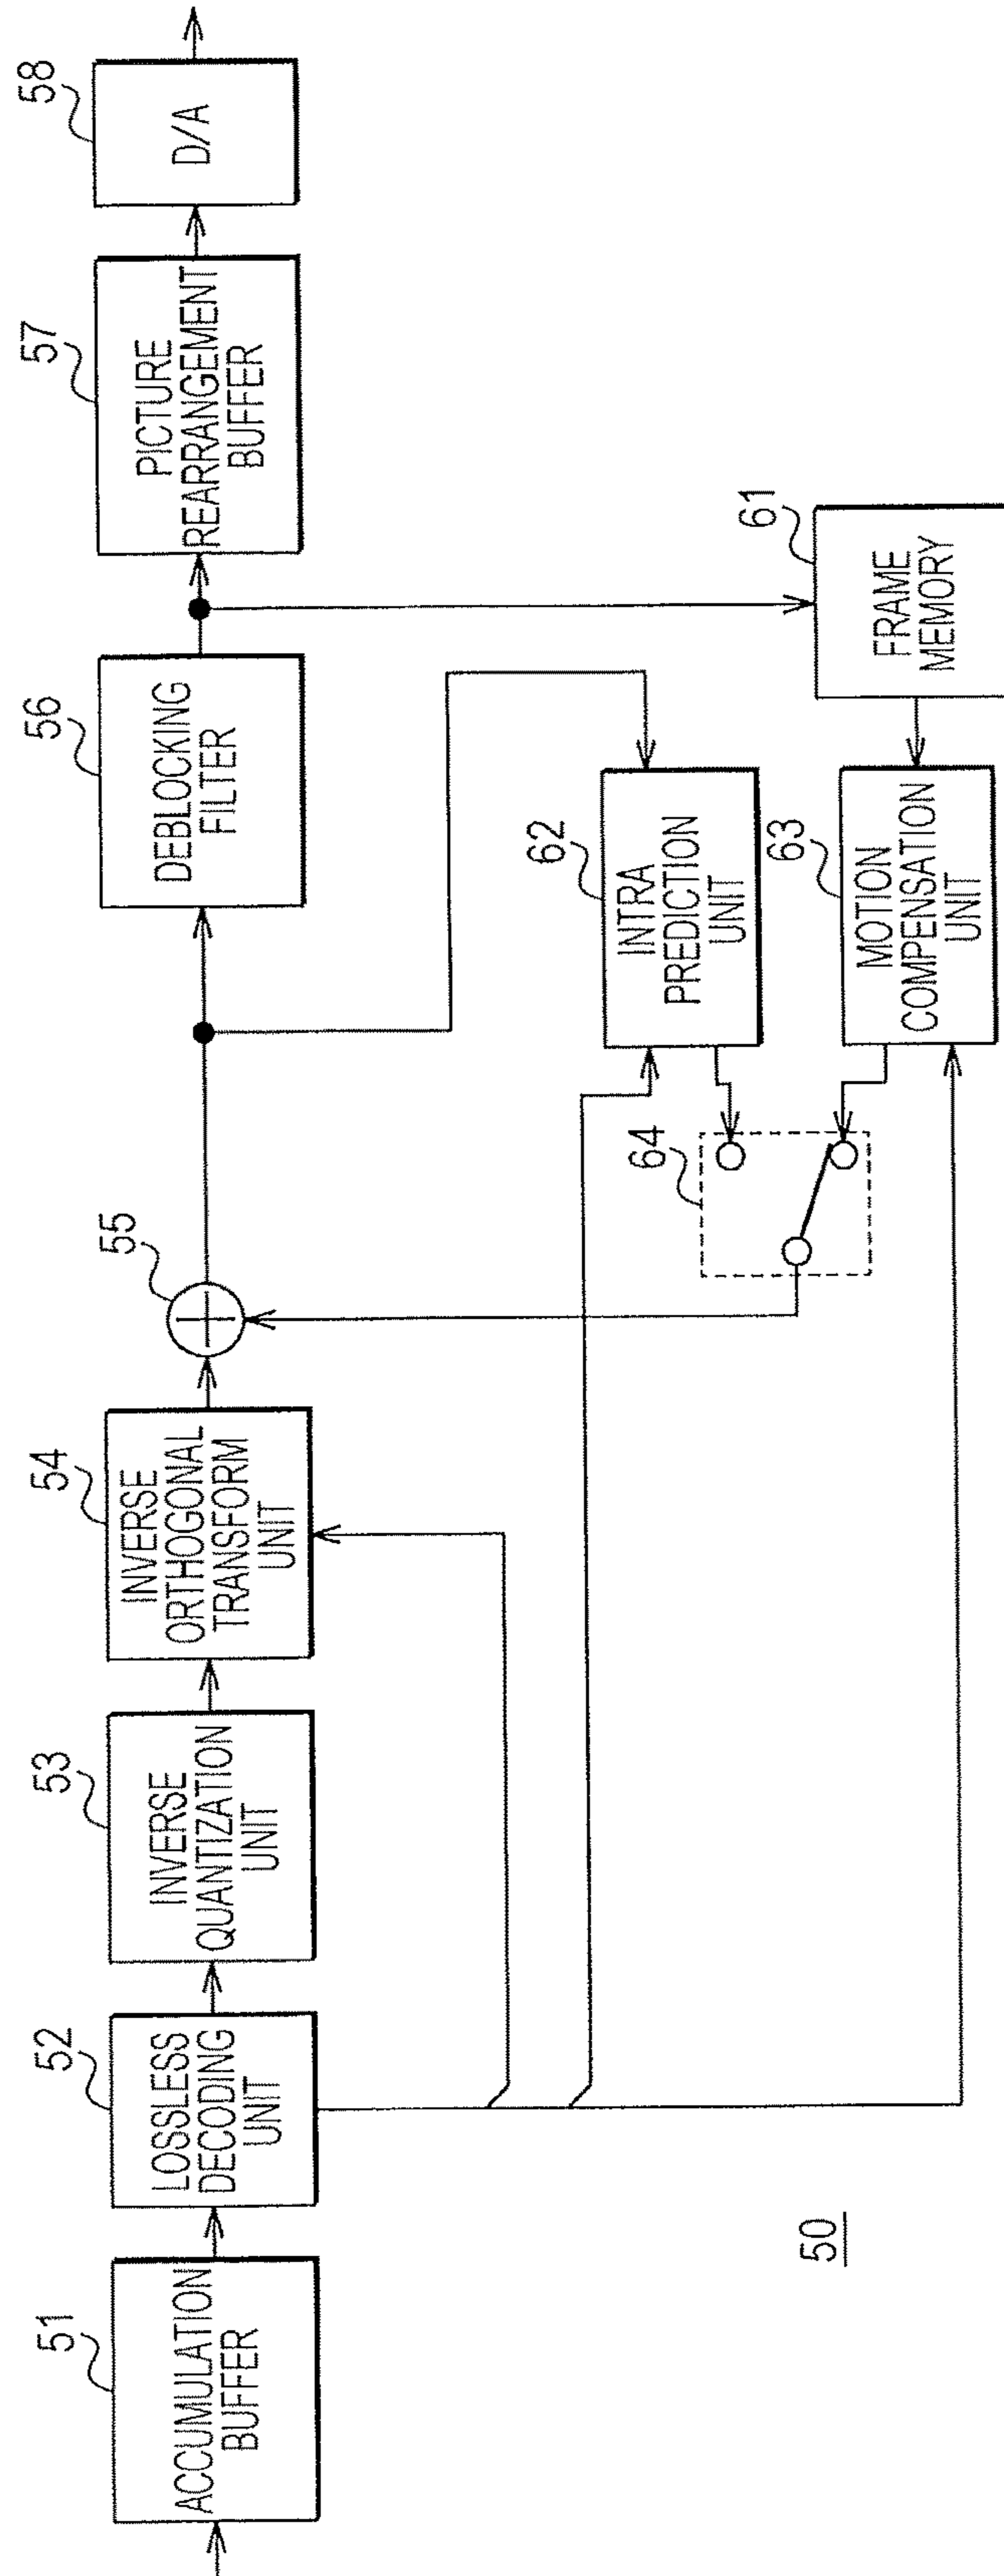 51
ACCUMULATION
BUFFER
52
LOSSLESS
DECODING
UNIT
53
INVERSE
QUANTIZATION
UNIT
54
INVERSE
ORTHOGONAL
TRANSFORM
UNIT
55
56
DEBLOCKING
FILTER
57
PICTURE
REARRANGEMENT
BUFFER
58
D/A
61
FRAME
MEMORY
62
INTRA
PREDICTION
UNIT
63
MOTION
COMPENSATION
UNIT
64
50